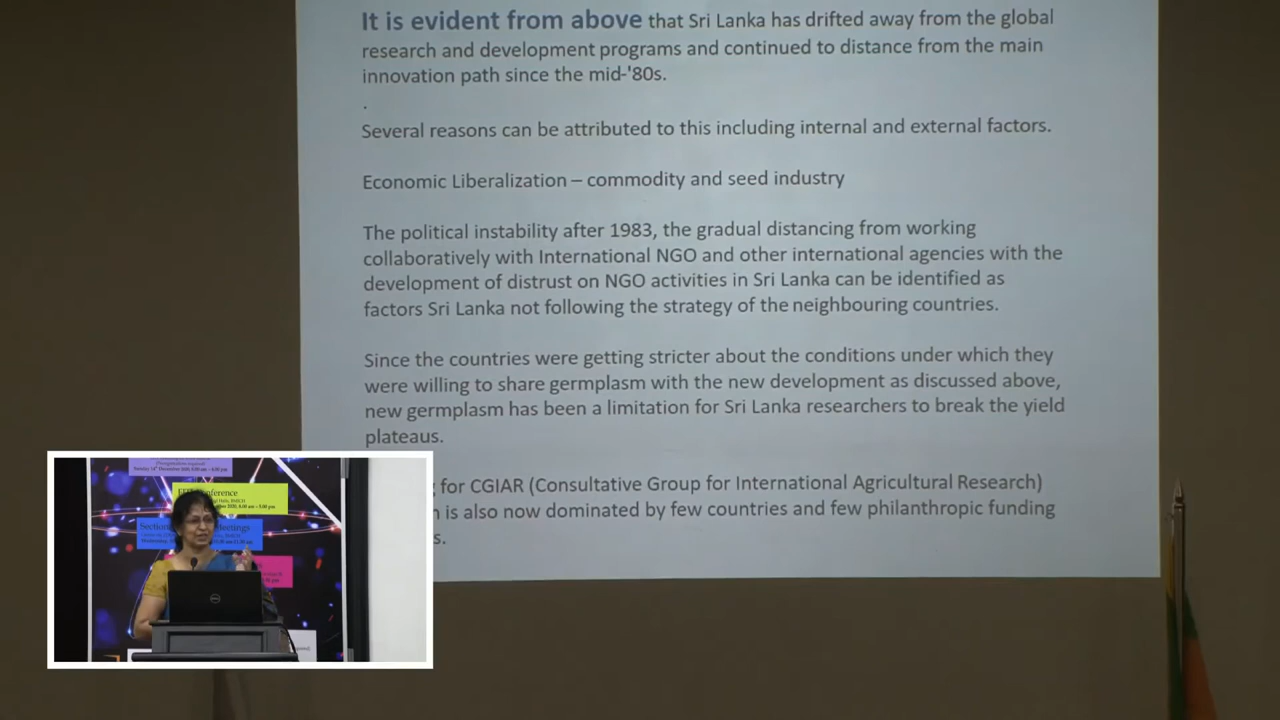 It is evident from above that Sri Lanka has drifted away from the global
research and development programs and continued to distance from the main
innovation path since the mid-'80s.
.
Several reasons can be attributed to this including internal and external factors.
Economic Liberalization – commodity and seed industry
The political instability after 1983, the gradual distancing from working
collaboratively with International NGO and other international agencies with the
development of distrust on NGO activities in Sri Lanka can be identified as
factors Sri Lanka not following the strategy of the neighbouring countries.
Since the countries were getting stricter about the conditions under which they
were willing to share germplasm with the new development as discussed above,
new germplasm has been a limitation for Sri Lanka researchers to break the yield
plateaus.
for CGIAR (Consultative Group for International Agricultural Research)
is also now dominated by few countries and few philanthropic funding
s.
DELL